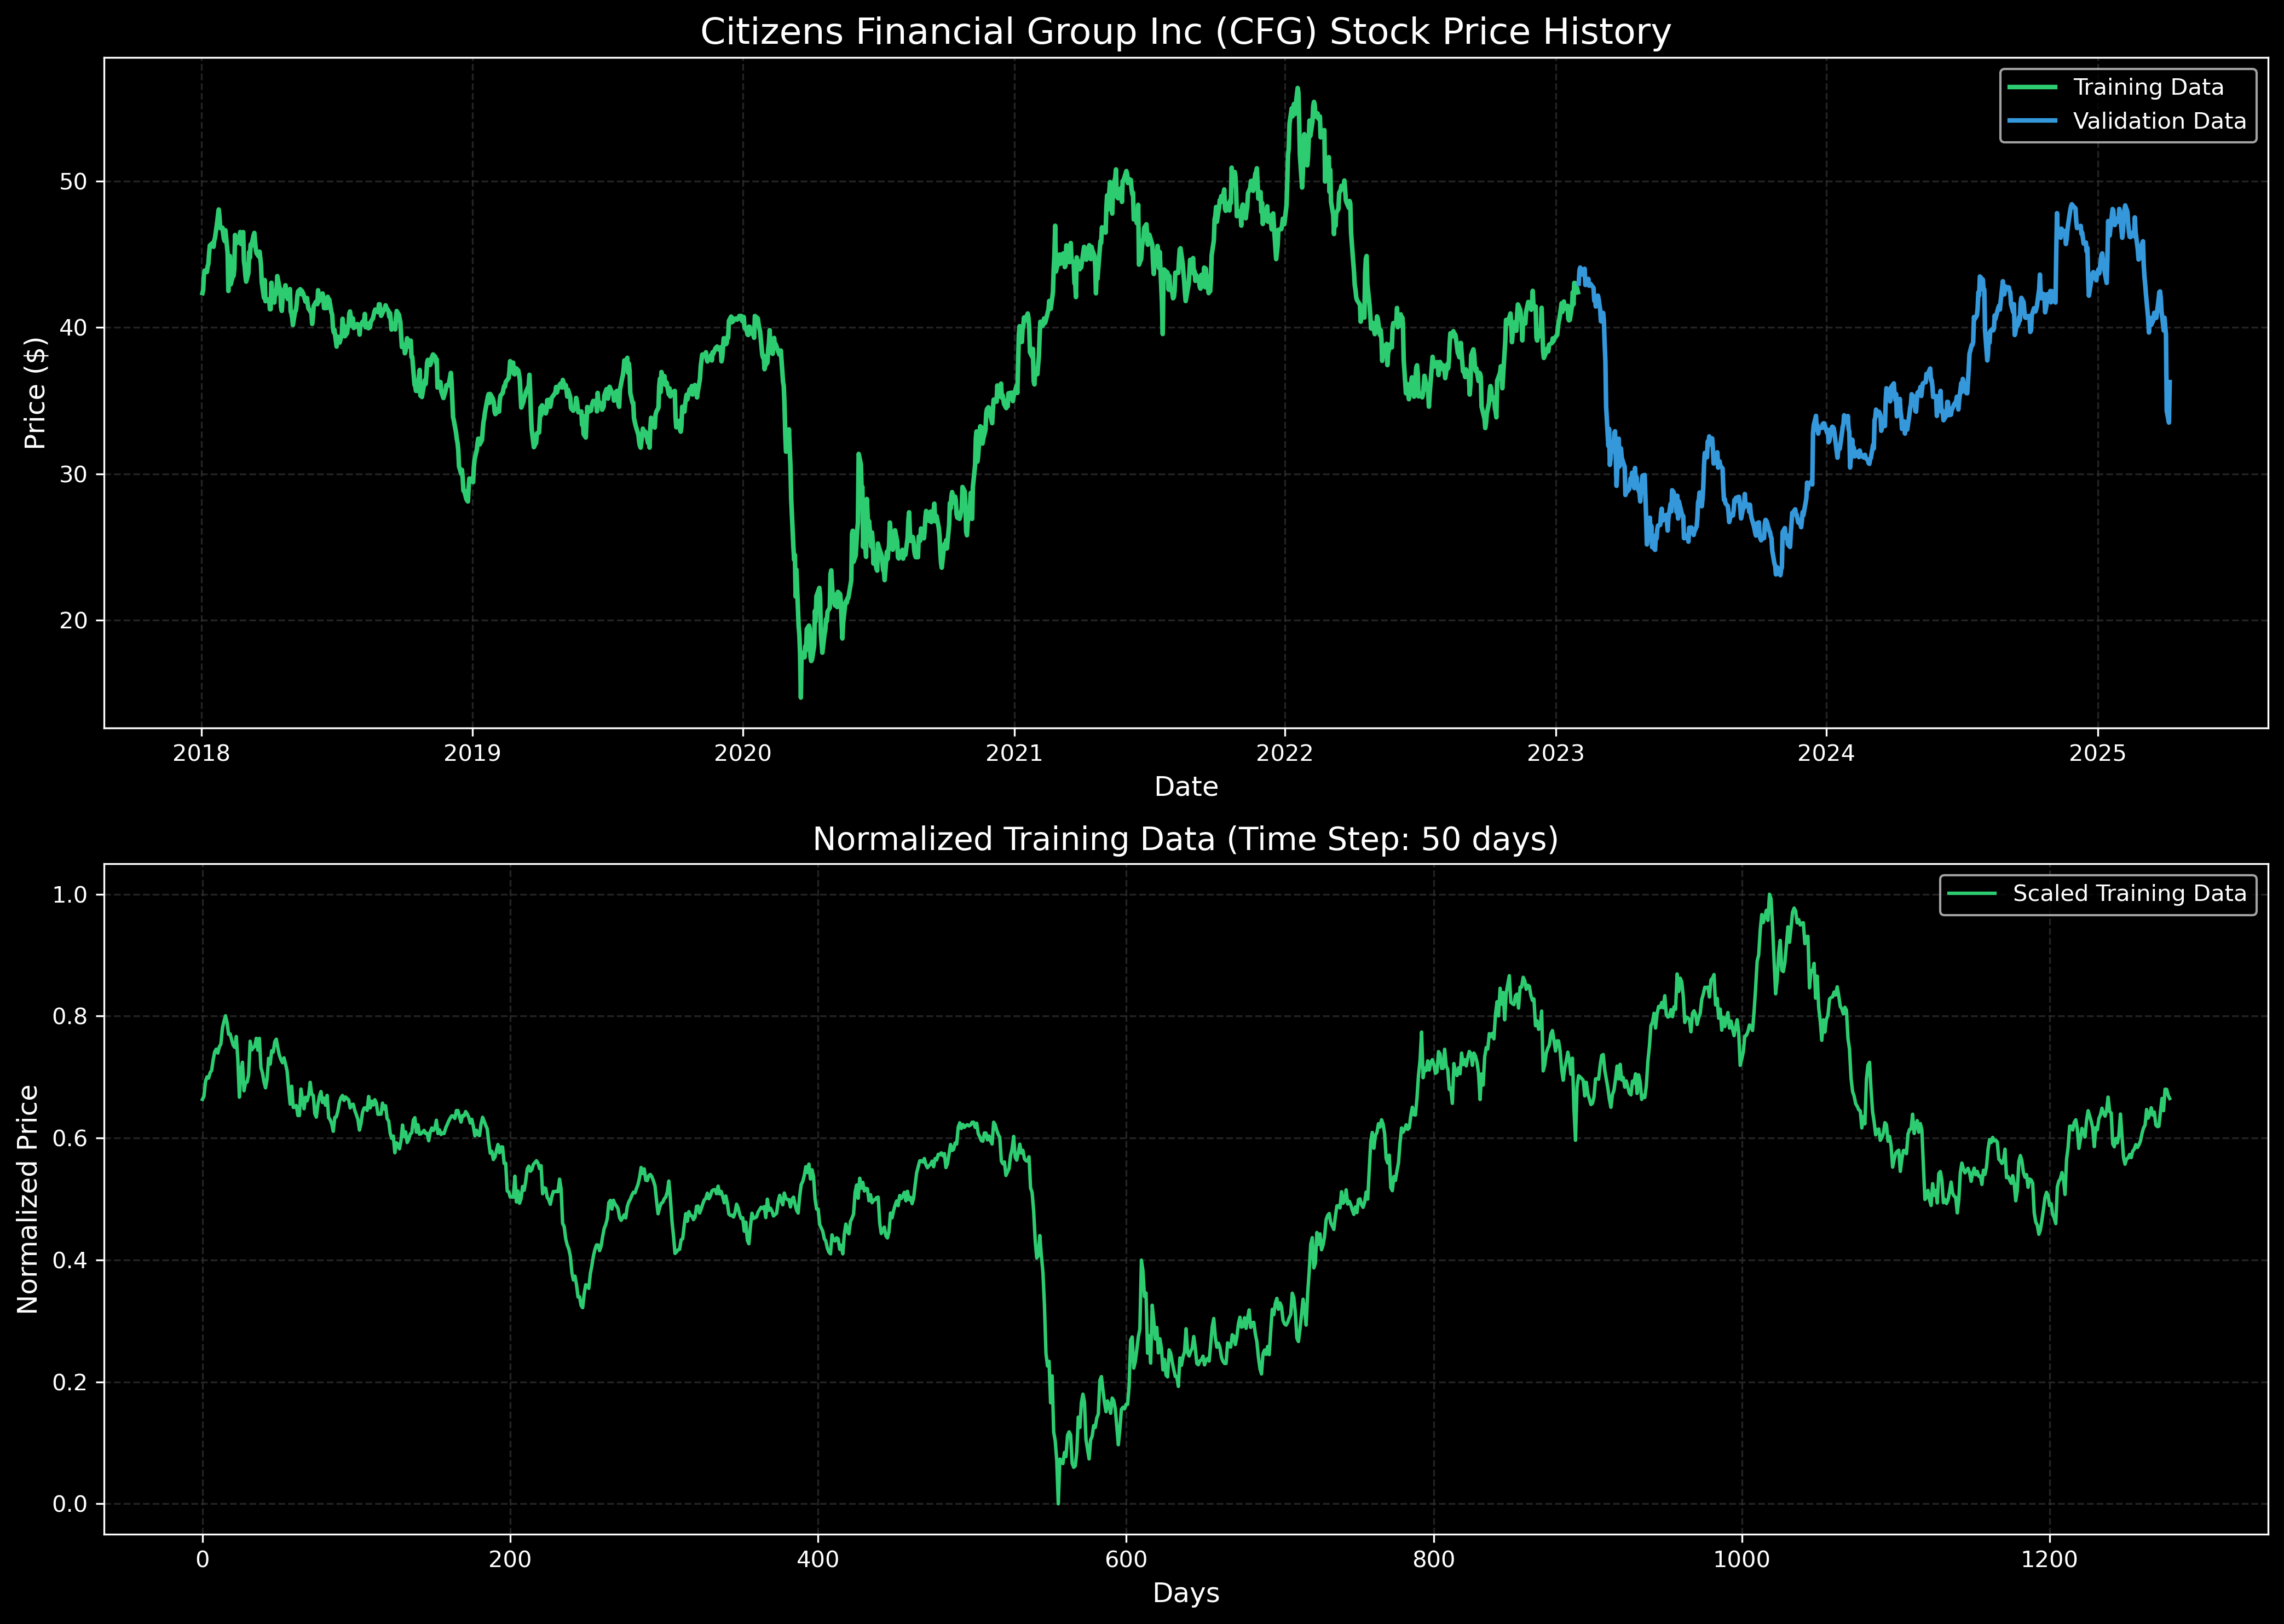 Citizens Financial Group Inc (CFG) Stock Price History
Training Data
Validation Data
50
40
30
20
Price ($)
2018 2019 2020 2021 2022 2023 2024 2025
Date
Normalized Training Data (Time Step: 50 days)
Scaled Training Data
1.0
0.8
0.6
0.4
0.2
0.0
Normalized Price
0 200 400 600 800 1000 1200
Days